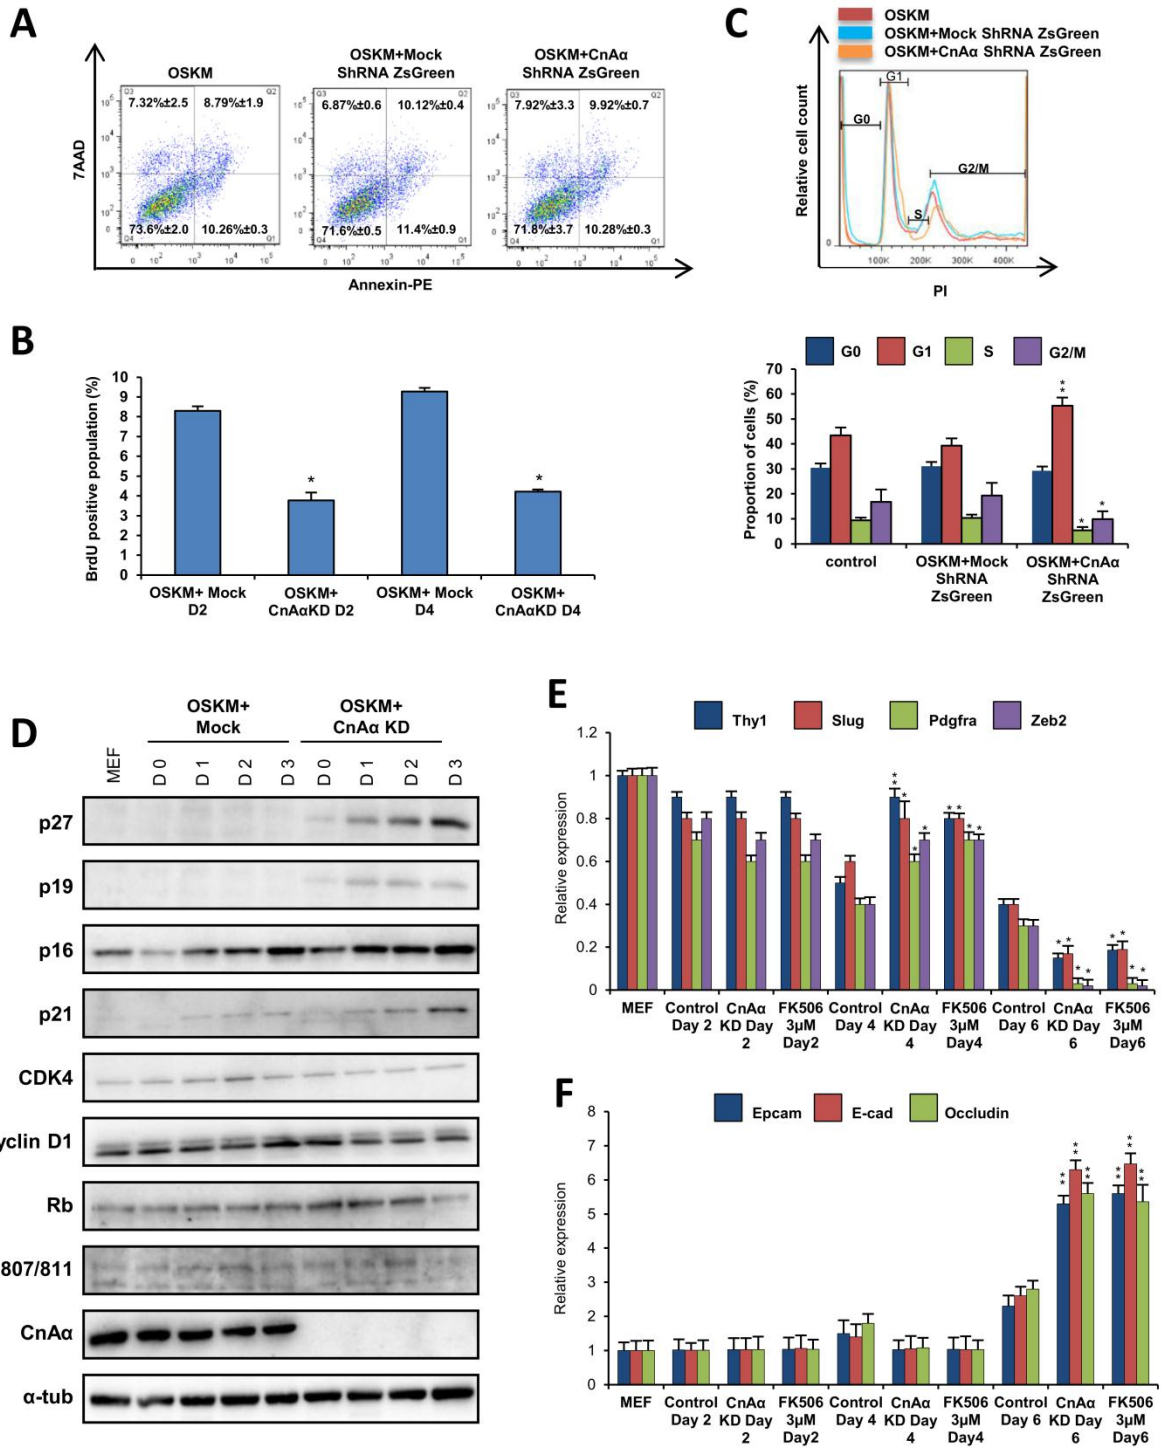 A
7AAD
OSKM
OSKM+Mock
ShRNA ZsGreen
OSKM+CnAα
ShRNA ZsGreen
Q3
Q2
7.32%±2.5
8.79%±1.9
6.87%±0.6
10.12%±0.4
7.92%±3.3
9.92%±0.7
73.6%±2.0
10.26%±0.3
71.6%±0.5
11.4%±0.9
71.8%±3.7
10.28%±0.3
Q4
Q1
Annexin-PE
C
OSKM
OSKM+Mock ShRNA ZsGreen
OSKM+CnAα ShRNA ZsGreen
Relative cell count
G0
G1
S
G2/M
0
100K
200K
300K
400K
PI
G0
G1
S
G2/M
Proportion of cells (%)
70
60
50
40
30
20
10
0
control
OSKM+Mock
ShRNA
ZsGreen
OSKM+CnAα
ShRNA
ZsGreen
B
BrdU positive population (%)
10
9
8
7
6
5
4
3
2
1
0
OSKM+ Mock
D2
OSKM+
CnAαKD D2
OSKM+ Mock
D4
OSKM+
CnAαKD D4
D
OSKM+
Mock
OSKM+
CnAα KD
MEF
D 0
D 1
D 2
D 3
D 0
D 1
D 2
D 3
p27
p19
p16
p21
CDK4
yclin D1
Rb
807/811
CnAα
α-tub
E
Thy1
Slug
Pdgfra
Zeb2
Relative expression
1.2
1
0.8
0.6
0.4
0.2
0
MEF
Control
Day 2
CnAα
KD Day
2
FK506
3µM
Day2
Control
Day 4
CnAα
KD Day
4
FK506
3µM
Day4
Control
Day 6
CnAα
KD Day
6
FK506
3µM
Day6
F
Epcam
E-cad
Occludin
Relative expression
8
7
6
5
4
3
2
1
0
MEF
Control
Day 2
CnAα
KD Day
2
FK506
3µM
Day2
Control
Day 4
CnAα
KD Day
4
FK506
3µM
Day4
Control
Day 6
CnAα
KD Day
6
FK506
3µM
Day6